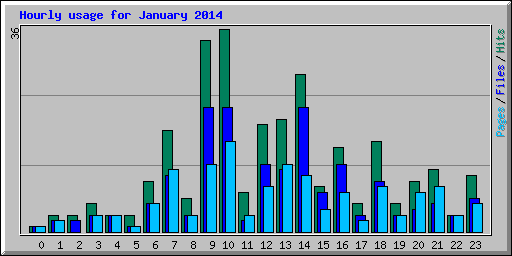 Hourly usage for January 2014
36
Pages/Files/Hits
0 1 2 3 4 5 6 7 8 9 10 11 12 13 14 15 16 17 18 19 20 21 22 23